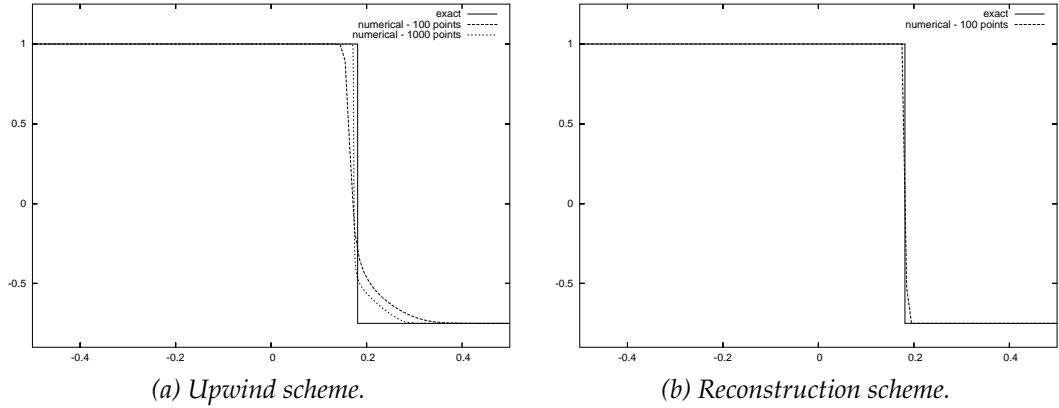 exact
numerical - 100 points
numerical - 1000 points
1
0.5
0
-0.5
-0.4
-0.2
0
0.2
0.4
(a) Upwind scheme.
exact
numerical - 100 points
1
0.5
0
-0.5
-0.4
-0.2
0
0.2
0.4
(b) Reconstruction scheme.